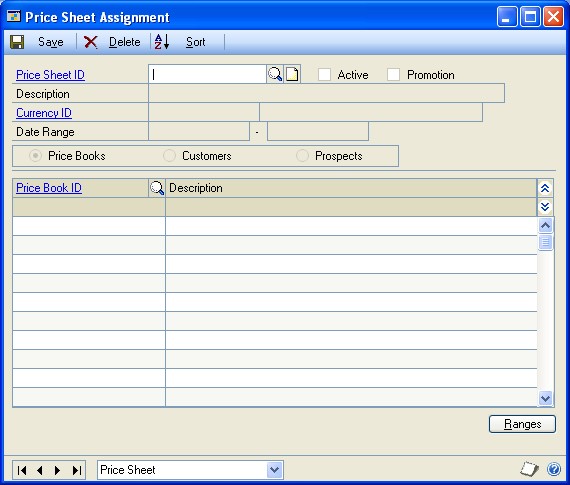 Price Sheet Assignment
Save Delete Sort
Price Sheet ID Active Promotion
Description
Currency ID
Date Range -
Price Books Customers Prospects
Price Book ID Description
Ranges
Price Sheet